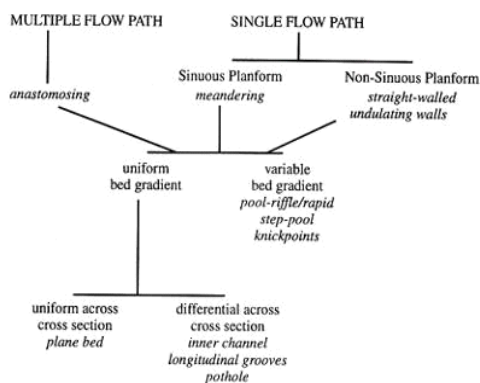 MULTIPLE FLOW PATH
SINGLE FLOW PATH
anastomosing
Sinuous Planform
meandering
Non-Sinuous Planform
straight-walled
undulating walls
uniform
bed gradient
variable
bed gradient
pool-riffle/rapid
step-pool
knickpoints
uniform across
cross section
plane bed
differential across
cross section
inner channel
longitudinal grooves
pothole